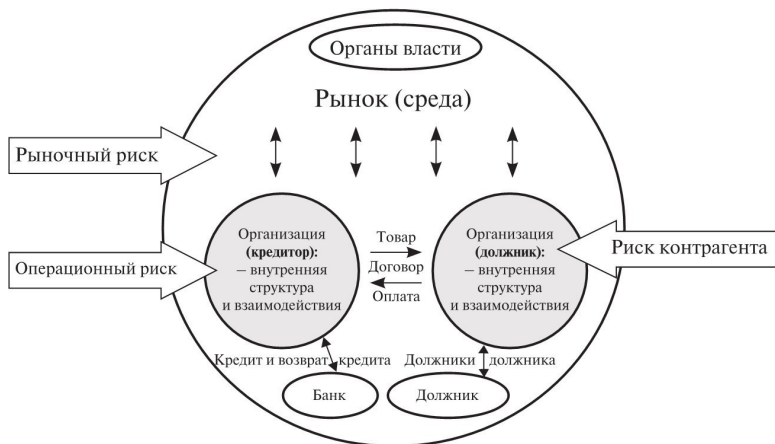 Органы власти
Рынок (среда)
Рыночный риск
Операционный риск
Организация
(кредитор):
– внутренняя
структура
и взаимодействия
Товар
Договор
Оплата
Организация
(должник):
– внутренняя
структура
и взаимодействия
Риск контрагента
Кредит и возврат кредита
Должники должника
Банк
Должник